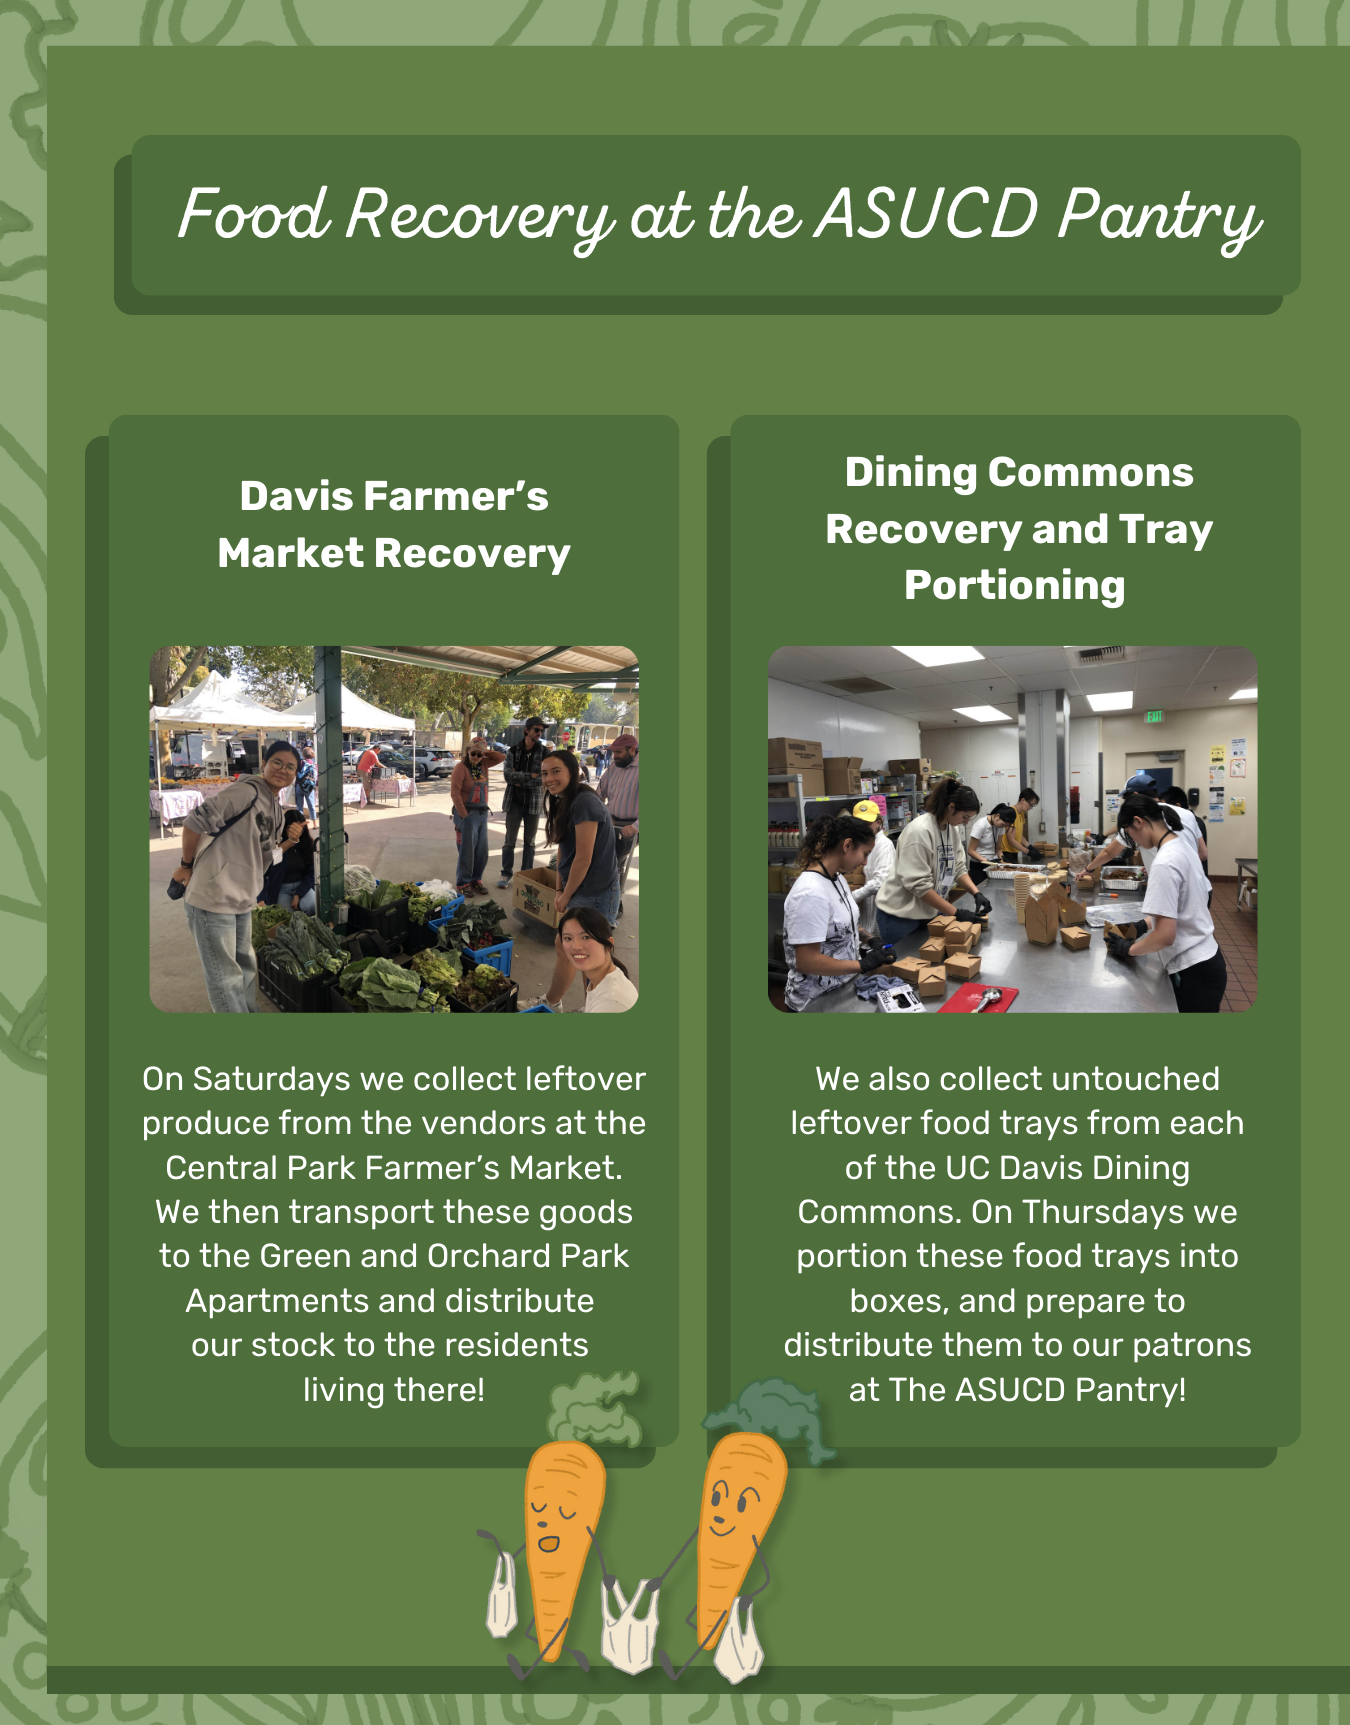 Food Recovery at the ASUCD Pantry
Davis Farmer's
Market Recovery
On Saturdays we collect leftover
produce from the vendors at the
Central Park Farmer's Market.
We then transport these goods
to the Green and Orchard Park
Apartments and distribute
our stock to the residents
living there!
Dining Commons
Recovery and Tray
Portioning
EXIT
We also collect untouched
leftover food trays from each
of the UC Davis Dining
Commons. On Thursdays we
portion these food trays into
boxes, and prepare to
distribute them to our patrons
at The ASUCD Pantry!